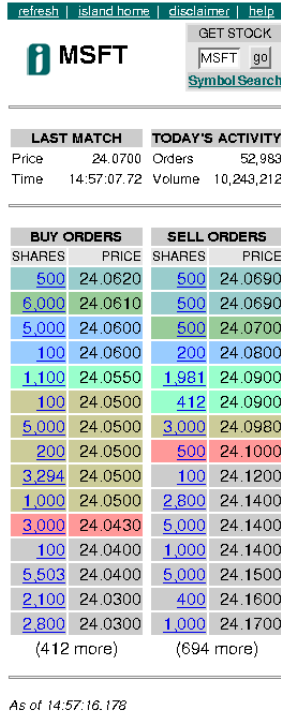 refresh | island home | disclaimer | help
GET STOCK
MSFT
MSFT go
Symbol Search
LAST MATCH TODAY'S ACTIVITY
Price 24.0700 Orders 52,983
Time 14:57:07.72 Volume 10,243,212
BUY ORDERS SELL ORDERS
SHARES PRICE SHARES PRICE
500 24.0620 500 24.0690
6,000 24.0610 500 24.0690
5,000 24.0600 500 24.0700
100 24.0600 200 24.0800
1,100 24.0550 1,981 24.0900
100 24.0500 412 24.0900
5,000 24.0500 3,000 24.0980
200 24.0500 500 24.1000
3,294 24.0500 100 24.1200
1,000 24.0500 2,800 24.1400
3,000 24.0430 5,000 24.1400
100 24.0400 1,000 24.1400
5,503 24.0400 5,000 24.1500
2,100 24.0300 400 24.1600
2,800 24.0300 1,000 24.1700
(412 more) (694 more)
As of 14:57:16.178